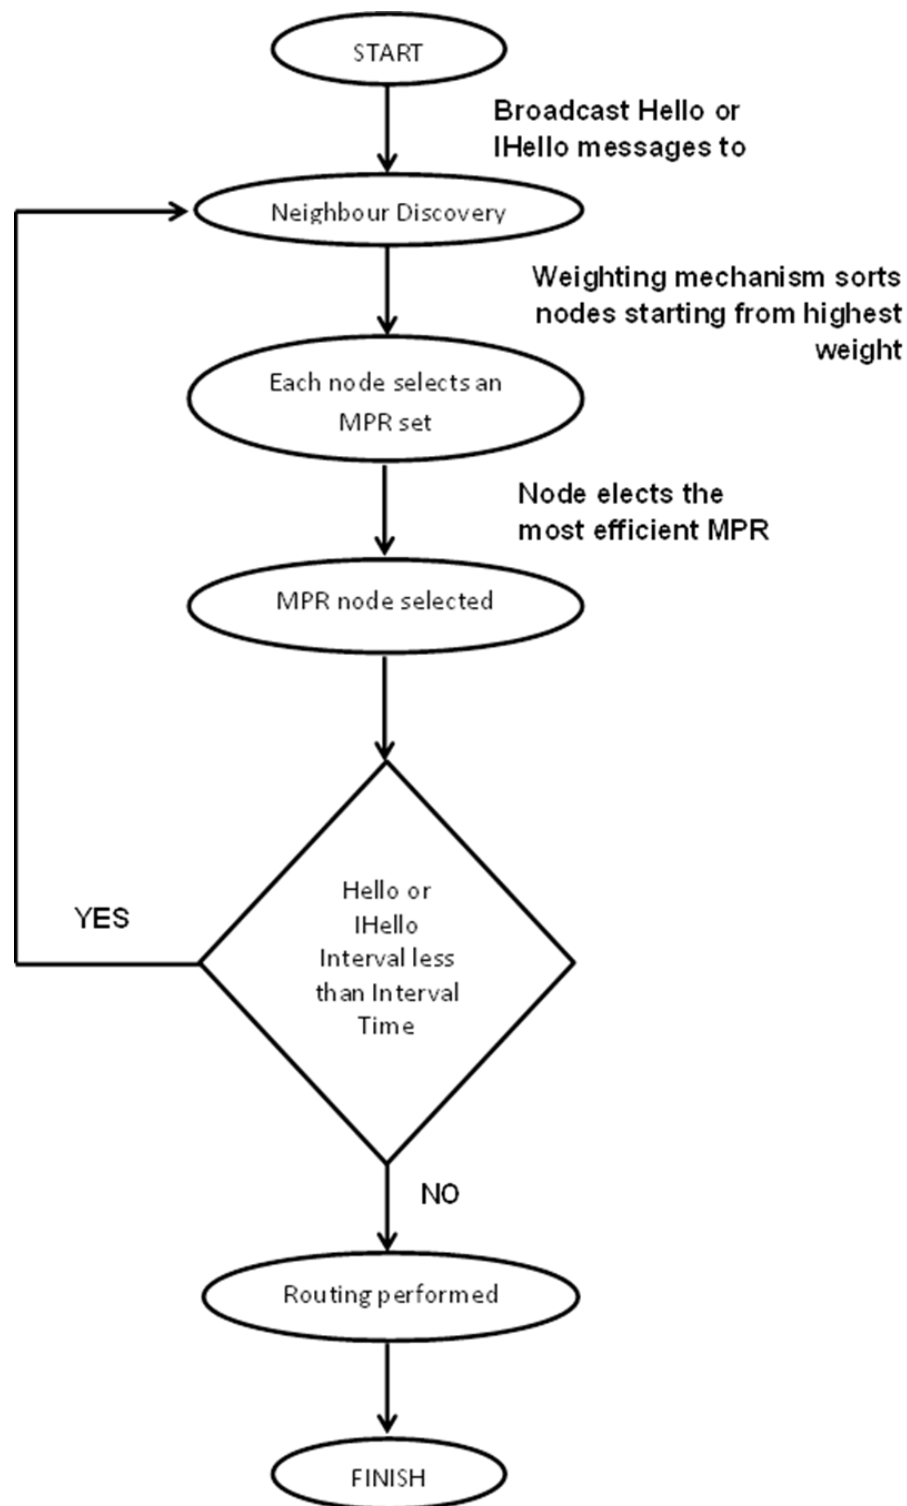 START
Broadcast Hello or
IHello messages to
Neighbour Discovery
Weighting mechanism sorts
nodes starting from highest
weight
Each node selects an
MPR set
Node elects the
most efficient MPR
MPR node selected
Hello or
IHello
Interval less
than Interval
Time
YES
NO
Routing performed
FINISH